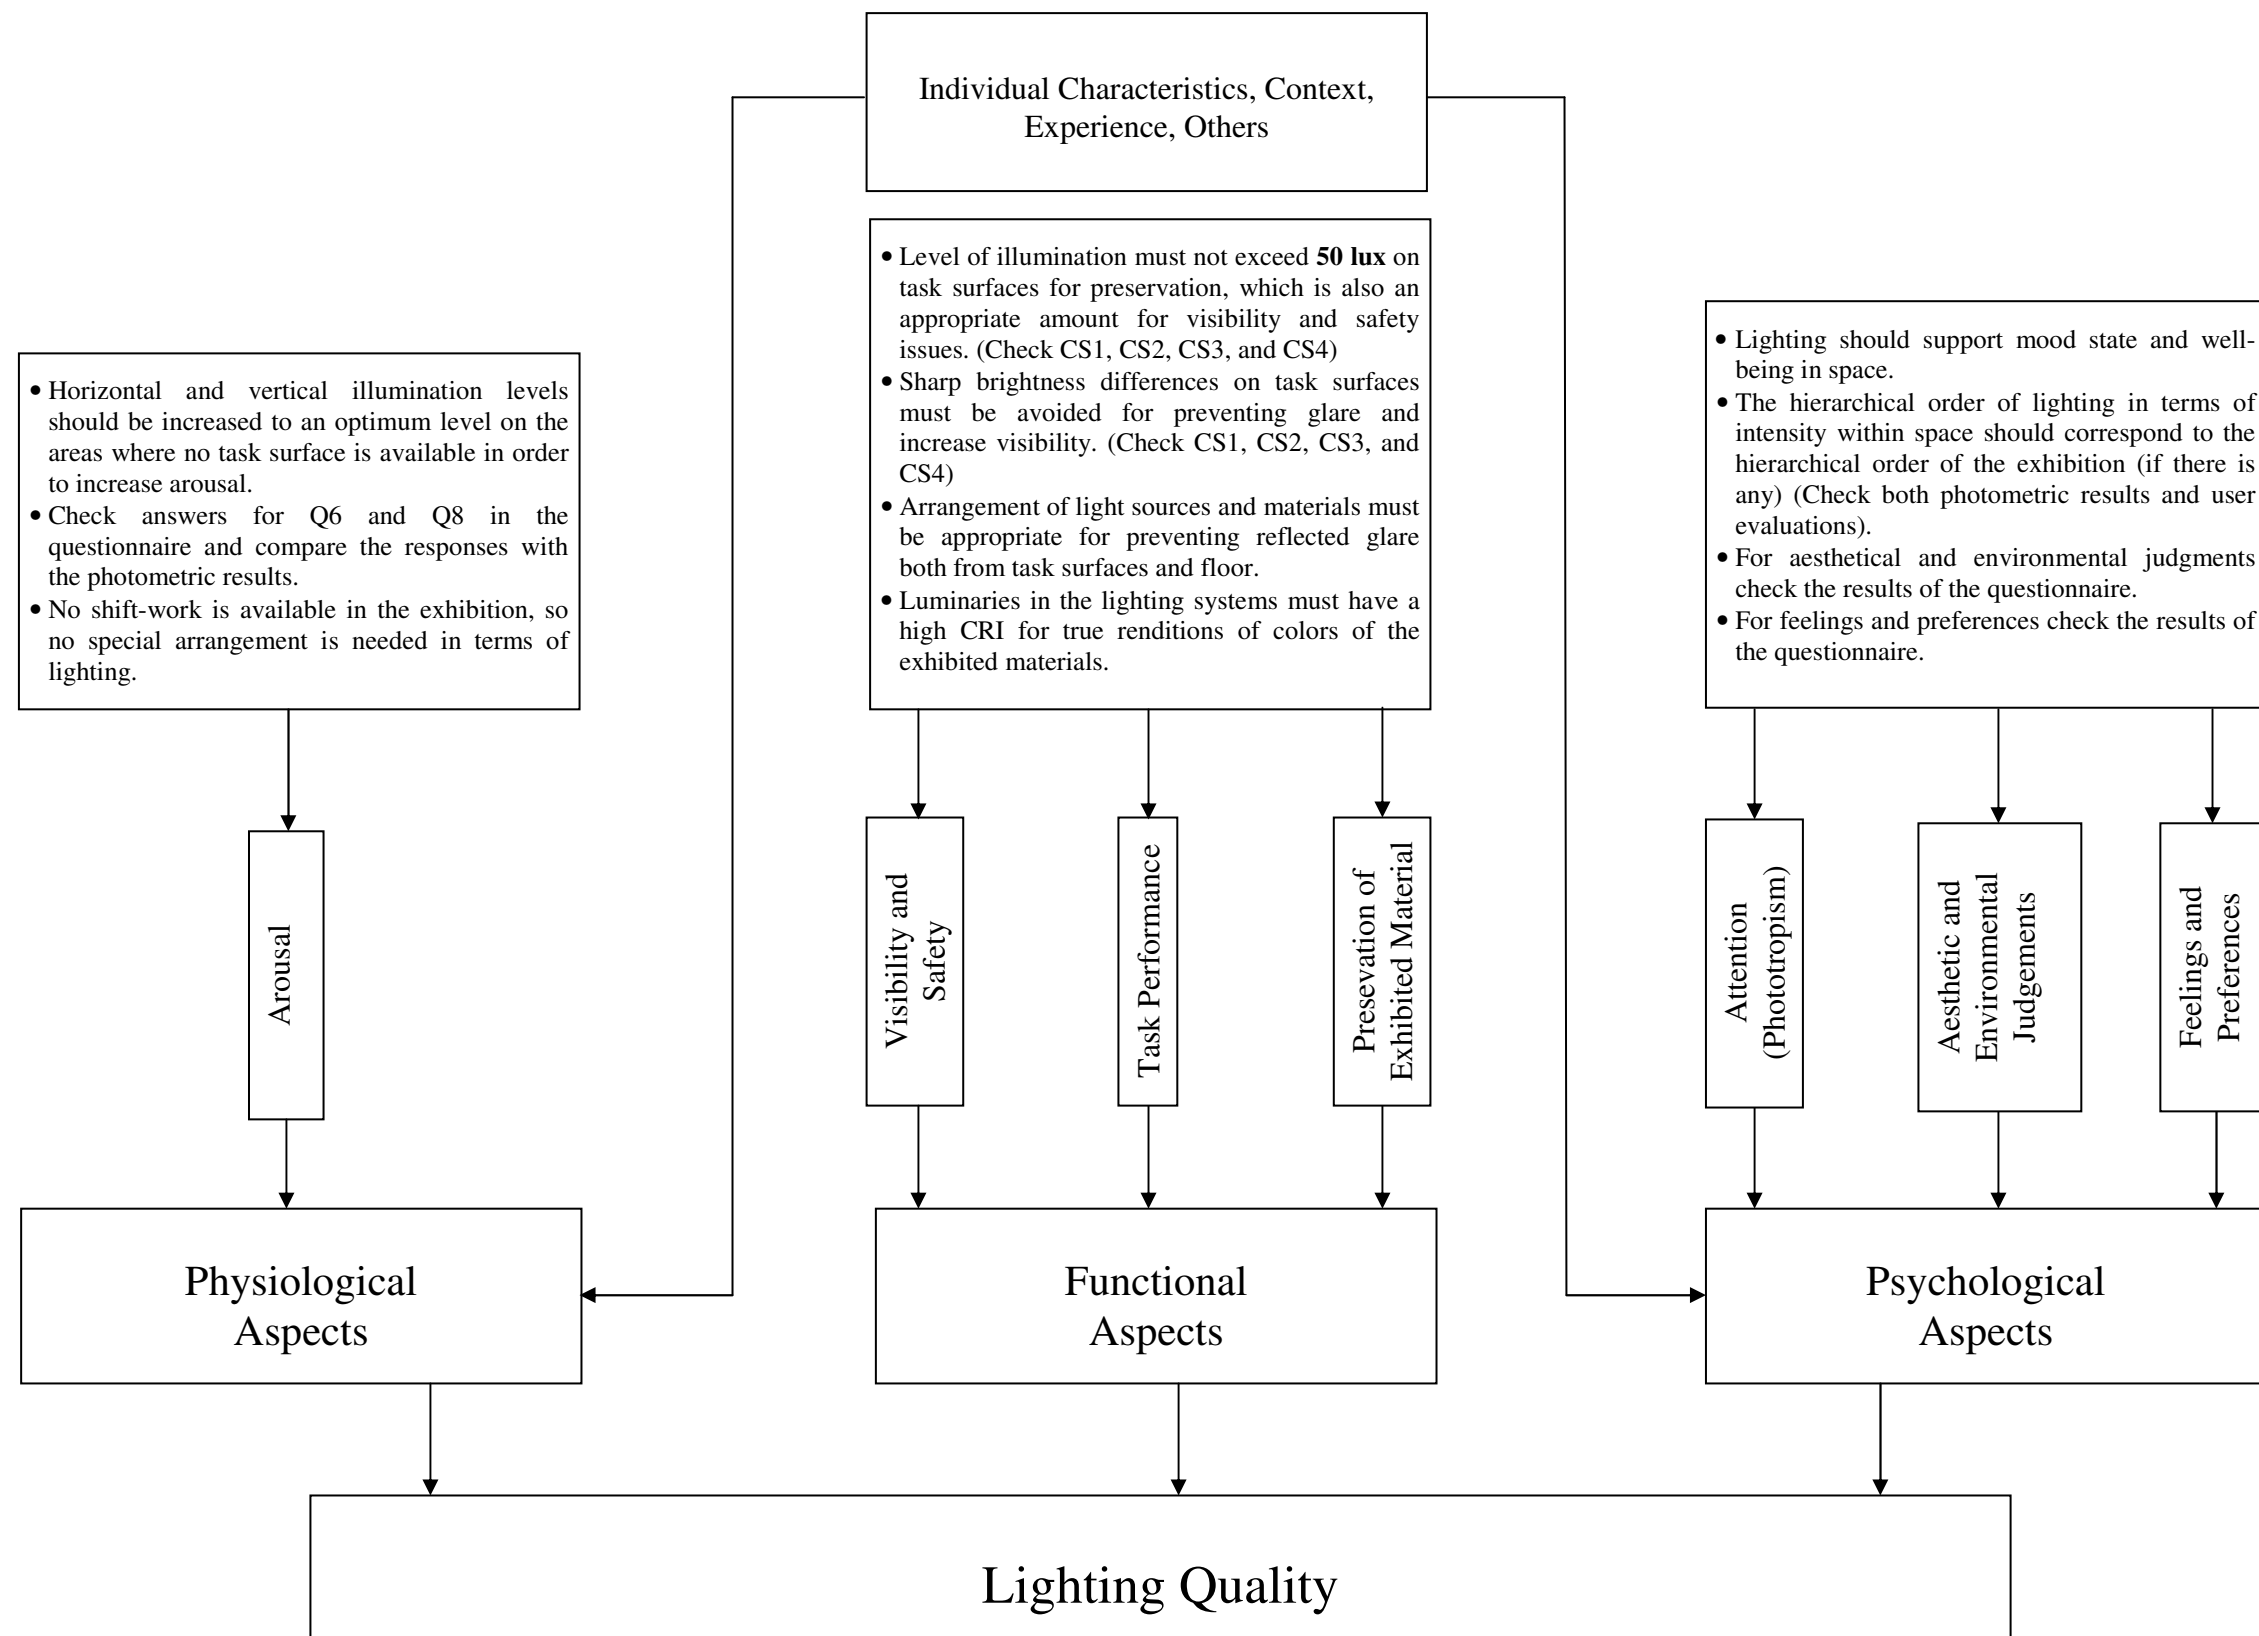 Individual Characteristics, Context,
Experience, Others
• Horizontal and vertical illumination levels
should be increased to an optimum level on the
areas where no task surface is available in order
to increase arousal.
• Check answers for Q6 and Q8 in the
questionnaire and compare the responses with
the photometric results.
• No shift-work is available in the exhibition, so
no special arrangement is needed in terms of
lighting.
• Level of illumination must not exceed 50 lux on
task surfaces for preservation, which is also an
appropriate amount for visibility and safety
issues. (Check CS1, CS2, CS3, and CS4)
• Sharp brightness differences on task surfaces
must be avoided for preventing glare and
increase visibility. (Check CS1, CS2, CS3, and
CS4)
• Arrangement of light sources and materials must
be appropriate for preventing reflected glare
both from task surfaces and floor.
• Luminaries in the lighting systems must have a
high CRI for true renditions of colors of the
exhibited materials.
• Lighting should support mood state and well-
being in space.
• The hierarchical order of lighting in terms of
intensity within space should correspond to the
hierarchical order of the exhibition (if there is
any) (Check both photometric results and user
evaluations).
• For aesthetical and environmental judgments
check the results of the questionnaire.
• For feelings and preferences check the results of
the questionnaire.
Arousal
Visibility and
Safety
Task Performance
Presevation of
Exhibited Material
Attention
(Phototropism)
Aesthetic and
Environmental
Judgements
Feelings and
Preferences
Physiological
Aspects
Functional
Aspects
Psychological
Aspects
Lighting Quality